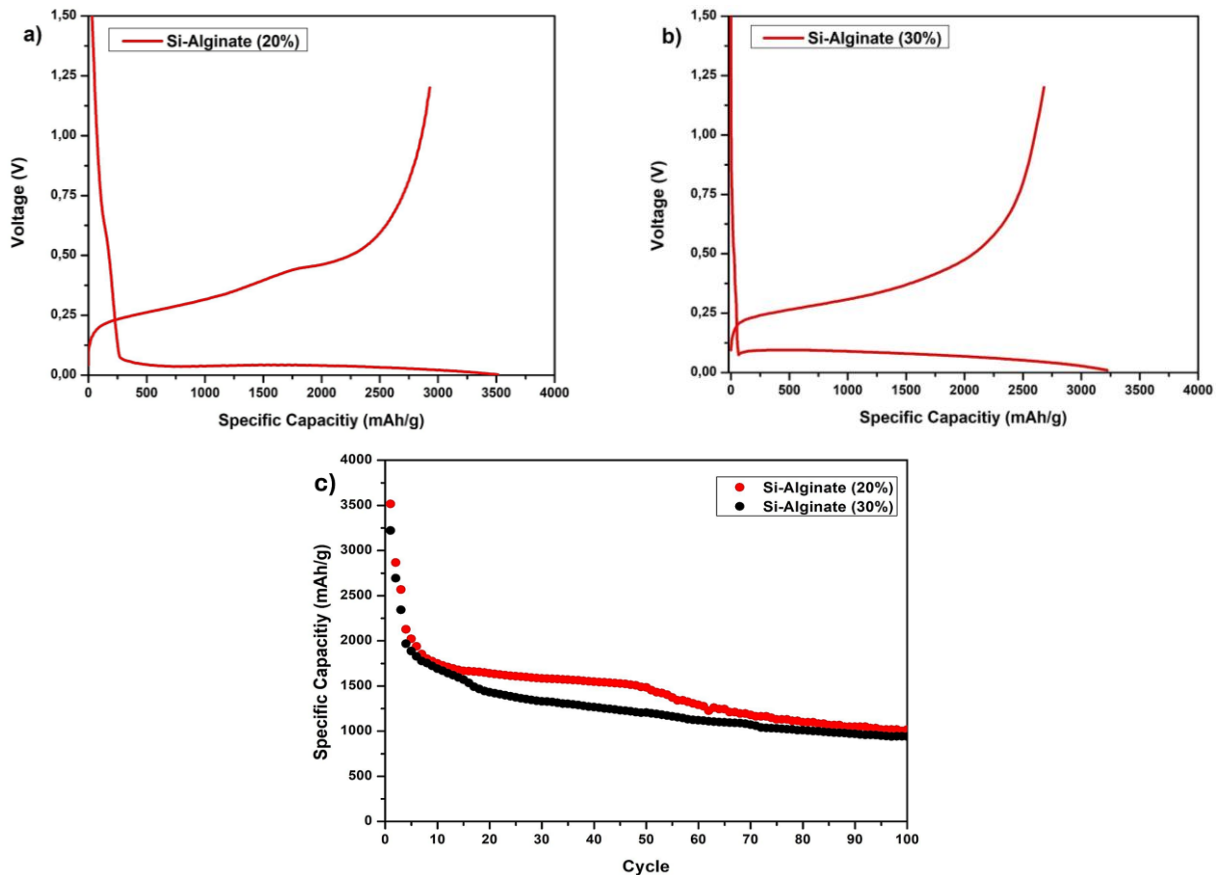 a)
Si-Alginate (20%)
1,50
1,25
1,00
0,75
0,50
0,25
0,00
Voltage (V)
0 500 1000 1500 2000 2500 3000 3500 4000
Specific Capacitiy (mAh/g)
b)
Si-Alginate (30%)
1,50
1,25
1,00
0,75
0,50
0,25
0,00
Voltage (V)
0 500 1000 1500 2000 2500 3000 3500 4000
Specific Capacitiy (mAh/g)
c)
Si-Alginate (20%)
Si-Alginate (30%)
4000
3500
3000
2500
2000
1500
1000
500
0
Specific Capacitiy (mAh/g)
0 10 20 30 40 50 60 70 80 90 100
Cycle